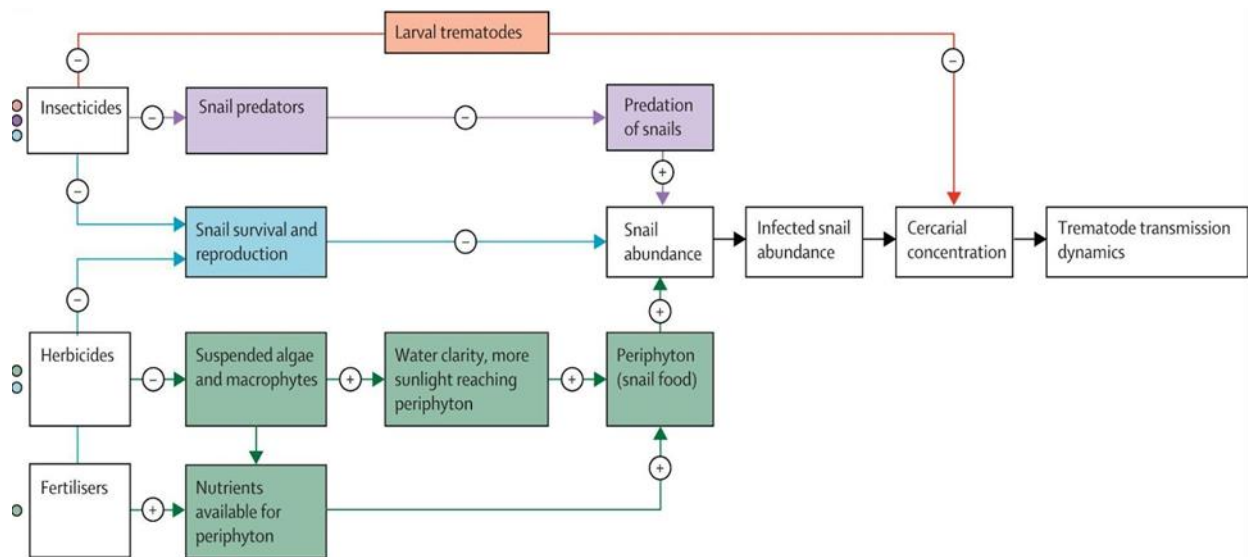 Larval trematodes
−
−
Insecticides
−
Snail predators
−
Predation
of snails
+
−
Snail survival and
reproduction
−
Snail
abundance
Infected snail
abundance
Cercarial
concentration
Trematode transmission
dynamics
−
+
Herbicides
−
Suspended algae
and macrophytes
+
Water clarity, more
sunlight reaching
periphyton
+
Periphyton
(snail food)
Fertilisers
+
Nutrients
available for
periphyton
+